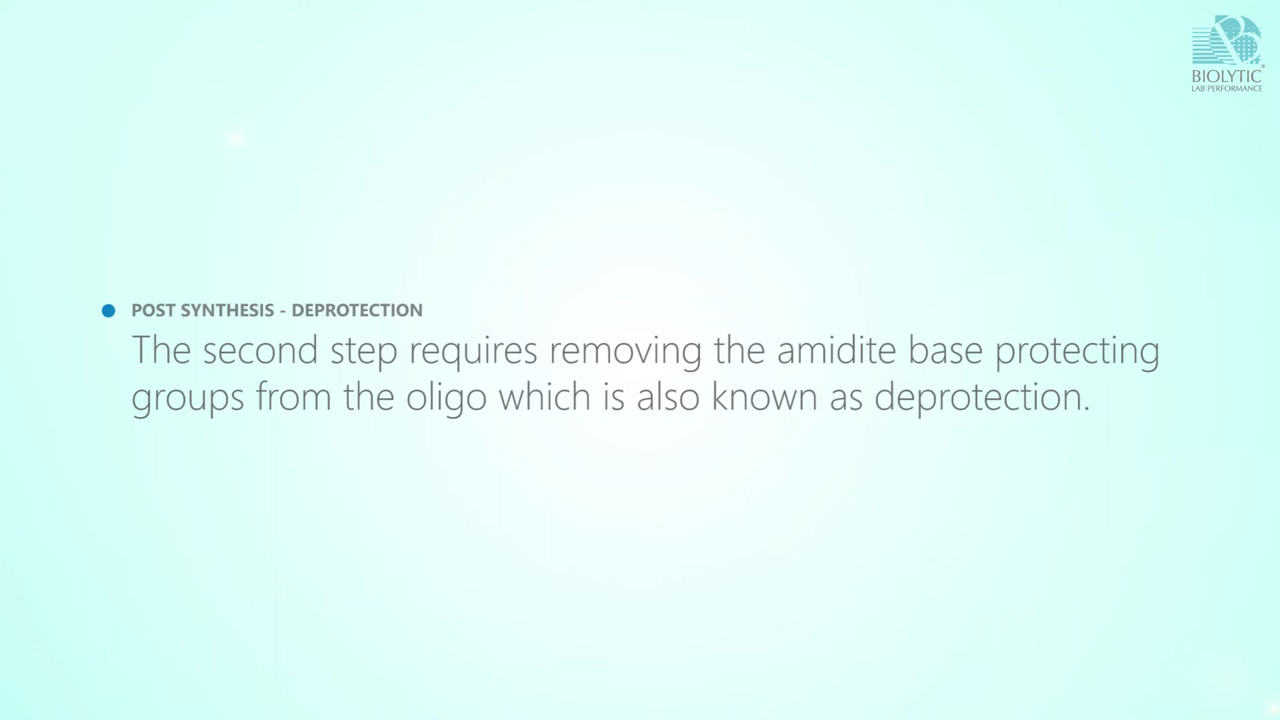 BIOLYTIC®
LAB PERFORMANCE
POST SYNTHESIS - DEPROTECTION
The second step requires removing the amidite base protecting
groups from the oligo which is also known as deprotection.